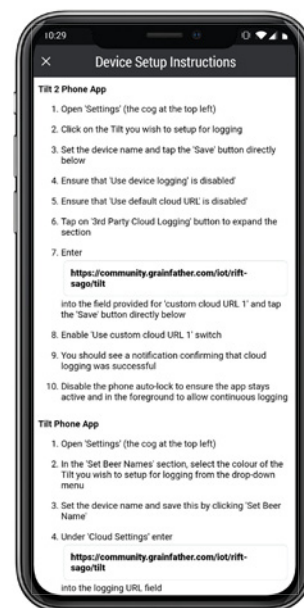 10:29
× Device Setup Instructions
Tilt 2 Phone App
1. Open 'Settings' (the cog at the top left)
2. Click on the Tilt you wish to setup for logging
3. Set the device name and tap the 'Save' button directly
below
4. Ensure that 'Use device logging' is disabled'
5. Ensure that 'Use default cloud URL' is disabled'
6. Tap on '3rd Party Cloud Logging' button to expand the
section
7. Enter
https://community.grainfather.com/iot/rift-
sago/tilt
into the field provided for 'custom cloud URL 1' and tap
the 'Save' button directly below
8. Enable 'Use custom cloud URL 1' switch
9. You should see a notification confirming that cloud
logging was successful
10. Disable the phone auto-lock to ensure the app stays
active and in the foreground to allow continuous logging
Tilt Phone App
1. Open 'Settings' (the cog at the top left)
2. In the 'Set Beer Names' section, select the colour of the
Tilt you wish to setup for logging from the drop-down
menu
3. Set the device name and save this by clicking 'Set Beer
Name'
4. Under 'Cloud Settings' enter
https://community.grainfather.com/iot/rift-
sago/tilt
into the logging URL field